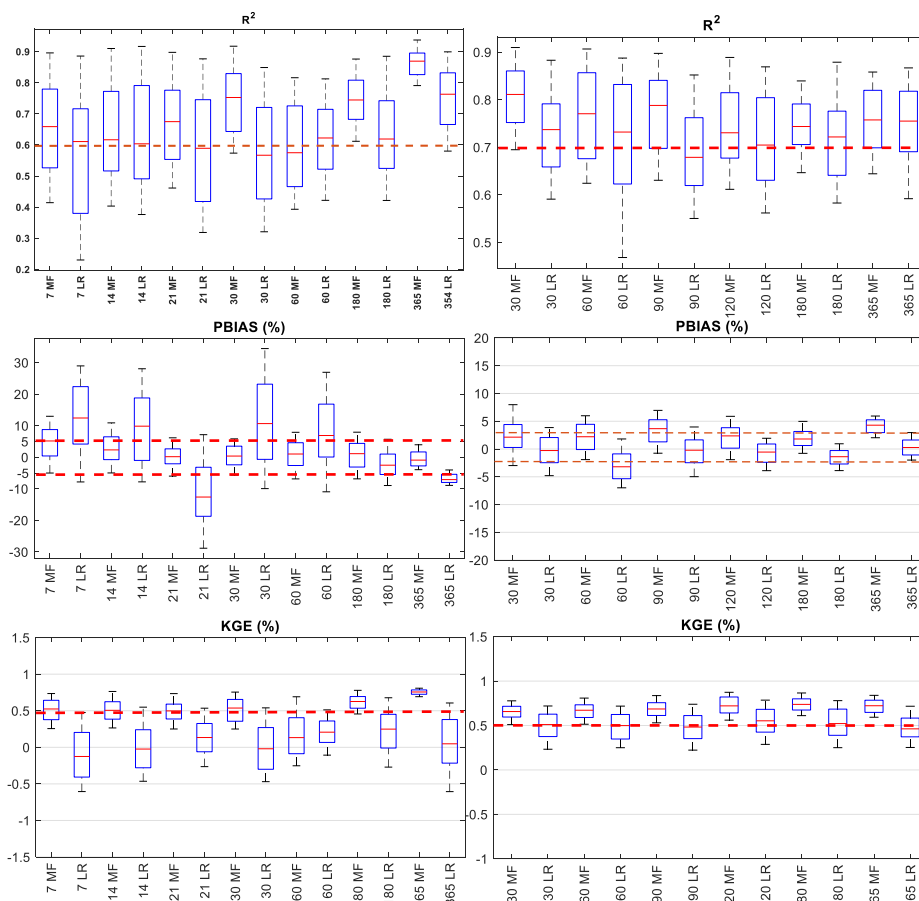 R²
0.9
0.8
0.7
0.6
0.5
0.4
0.3
0.2
7 MF
7 LR
14 MF
14 LR
21 MF
21 LR
30 MF
30 LR
60 MF
60 LR
180 MF
180 LR
365 MF
354 LR
R²
0.9
0.8
0.7
0.6
0.5
30 MF
30 LR
60 MF
60 LR
90 MF
90 LR
120 MF
120 LR
180 MF
180 LR
365 MF
365 LR
PBIAS (%)
30
20
10
5
0
-5
-10
-20
-30
7 MF
7 LR
14 MF
14 LR
21 MF
21 LR
30 MF
30 LR
60 MF
60 LR
180 MF
180 LR
365 MF
365 LR
PBIAS (%)
20
15
10
5
0
-5
-10
-15
-20
30 MF
30 LR
60 MF
60 LR
90 MF
90 LR
120 MF
120 LR
180 MF
180 LR
365 MF
365 LR
KGE (%)
1.5
1
0.5
0
-0.5
-1
-1.5
7 MF
7 LR
14 MF
14 LR
21 MF
21 LR
30 MF
30 LR
60 MF
60 LR
80 MF
80 LR
65 MF
365 LR
KGE (%)
1.5
1
0.5
0
-0.5
-1
30 MF
30 LR
60 MF
60 LR
90 MF
90 LR
20 MF
20 LR
80 MF
80 LR
65 MF
65 LR